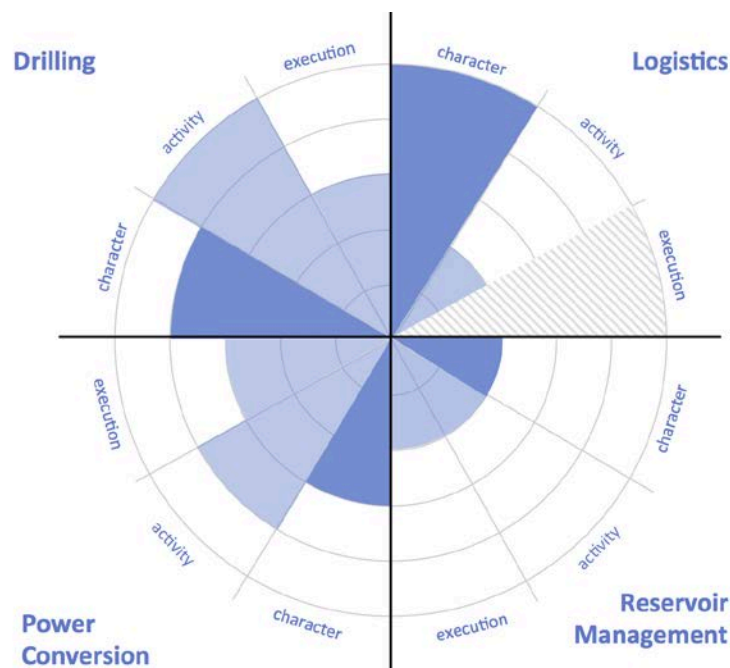 Drilling
execution
character
Logistics
activity
activity
character
execution
execution
character
activity
activity
character
execution
Power
Conversion
Reservoir
Management